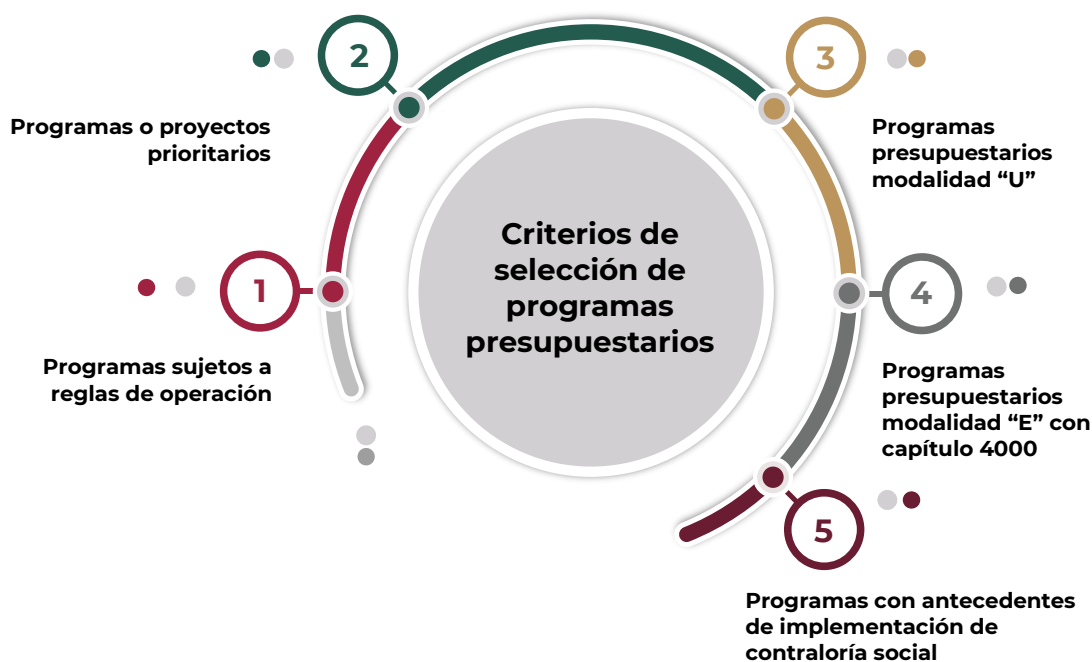 Criterios de
selección de
programas
presupuestarios
1
Programas sujetos a
reglas de operación
2
Programas o proyectos
prioritarios
3
Programas
presupuestarios
modalidad “U”
4
Programas
presupuestarios
modalidad “E” con
capítulo 4000
5
Programas con antecedentes
de implementación de
contraloría social